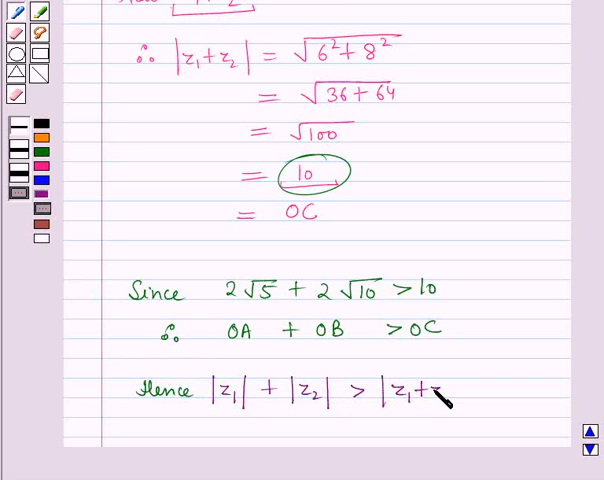 ∴ |z₁+z₂| = √(6²+8²)
= √(36+64)
= √100
= 10
= OC
Since 2√5 + 2√10 > 10
∴ OA + OB > OC
Hence |z₁| + |z₂| > |z₁+